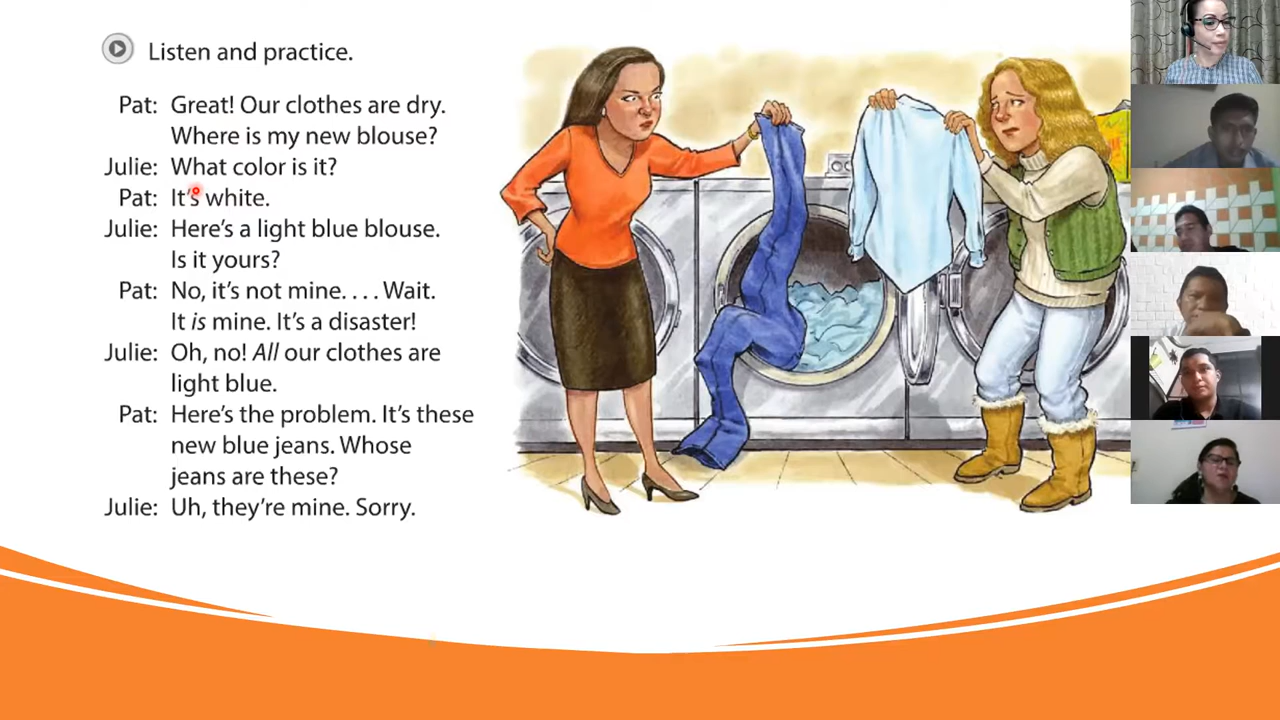 Listen and practice.
Pat: Great! Our clothes are dry.
Where is my new blouse?
Julie: What color is it?
Pat: It's white.
Julie: Here's a light blue blouse.
Is it yours?
Pat: No, it's not mine. . . . Wait.
It is mine. It's a disaster!
Julie: Oh, no! All our clothes are
light blue.
Pat: Here's the problem. It's these
new blue jeans. Whose
jeans are these?
Julie: Uh, they're mine. Sorry.